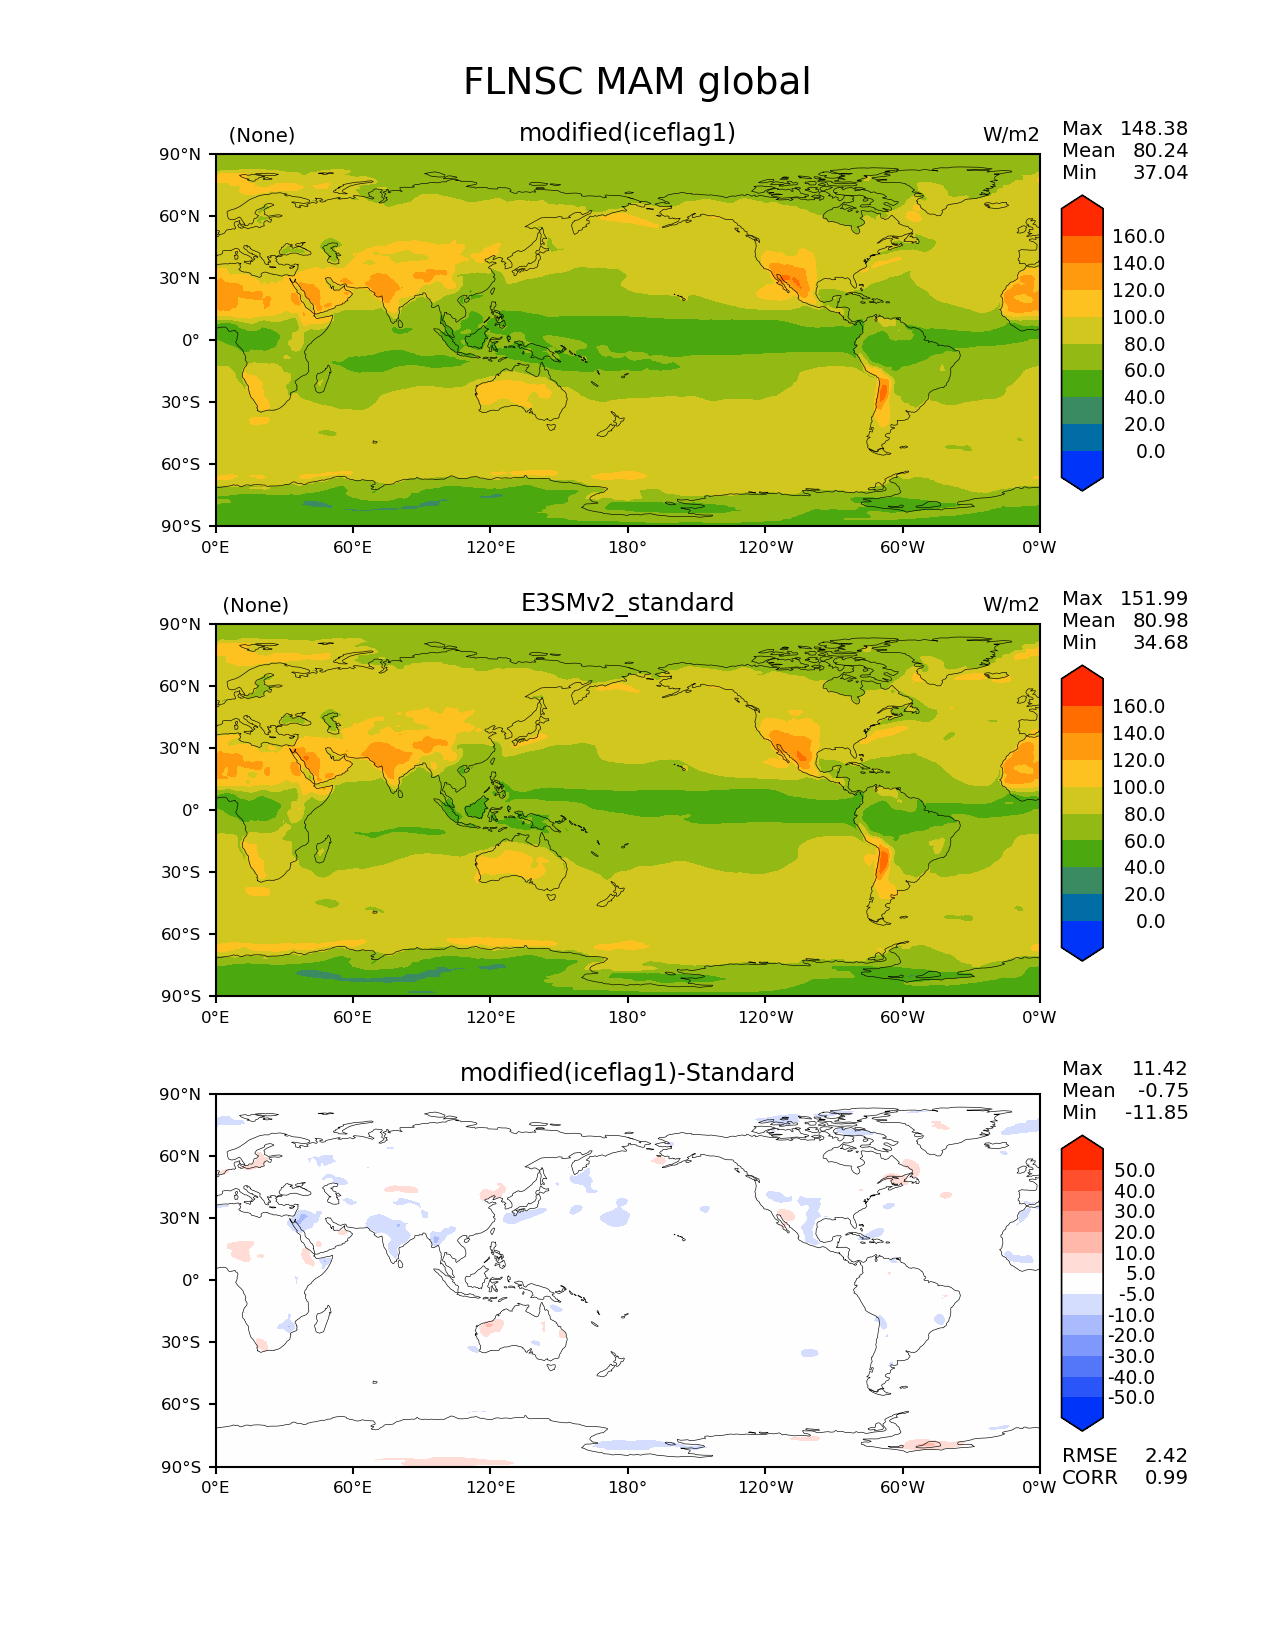 FLNSC MAM global
(None) modified(iceflag1) W/m2
Max 148.38
Mean 80.24
Min 37.04
90°N
60°N
30°N
0°
30°S
60°S
90°S
0°E 60°E 120°E 180° 120°W 60°W 0°W
160.0
140.0
120.0
100.0
80.0
60.0
40.0
20.0
0.0
(None) E3SMv2_standard W/m2
Max 151.99
Mean 80.98
Min 34.68
90°N
60°N
30°N
0°
30°S
60°S
90°S
0°E 60°E 120°E 180° 120°W 60°W 0°W
160.0
140.0
120.0
100.0
80.0
60.0
40.0
20.0
0.0
modified(iceflag1)-Standard
Max 11.42
Mean -0.75
Min -11.85
90°N
60°N
30°N
0°
30°S
60°S
90°S
0°E 60°E 120°E 180° 120°W 60°W 0°W
50.0
40.0
30.0
20.0
10.0
5.0
-5.0
-10.0
-20.0
-30.0
-40.0
-50.0
RMSE 2.42
CORR 0.99